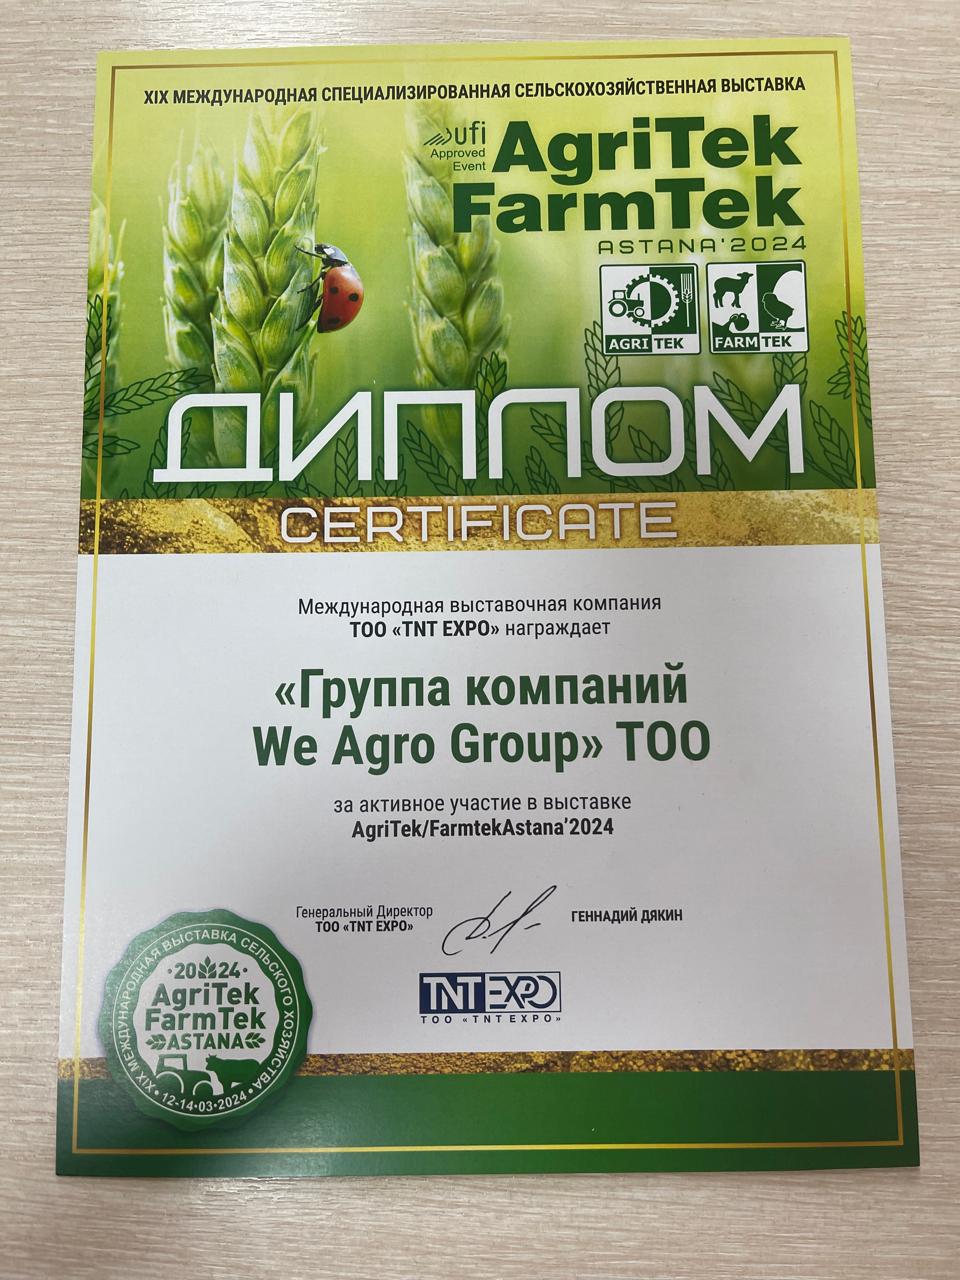 XIX МЕЖДУНАРОДНАЯ СПЕЦИАЛИЗИРОВАННАЯ СЕЛЬСКОХОЗЯЙСТВЕННАЯ ВЫСТАВКА
ufi
Approved
Event
AgriTek
FarmTek
ASTANA'2024
AGRI TEK
FARM TEK
ДИПЛОМ
CERTIFICATE
Международная выставочная компания
ТОО «TNT EXPO» награждает
«Группа компаний
We Agro Group» ТОО
за активное участие в выставке
AgriTek/FarmtekAstana’2024
Генеральный Директор
ТОО «TNT EXPO»
ГЕННАДИЙ ДЯКИН
TNT EXPO
ТОО «TNT EXPO»
XIX МЕЖДУНАРОДНАЯ ВЫСТАВКА СЕЛЬСКОГО ХОЗЯЙСТВА
2024
AgriTek
FarmTek
ASTANA
12-14•03•2024